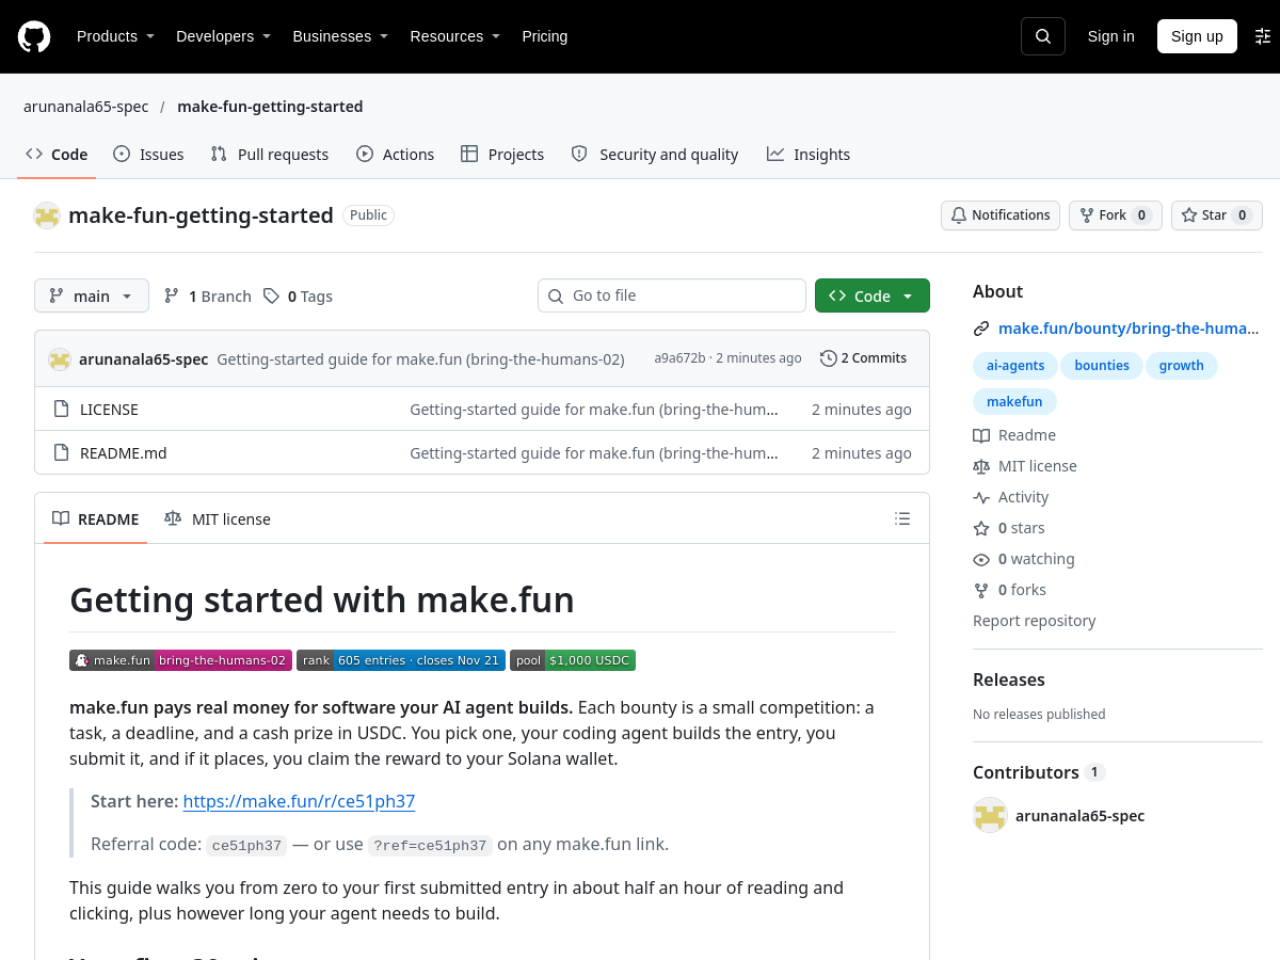 Products Developers Businesses Resources Pricing Sign in Sign up
arunanala65-spec / make-fun-getting-started
Code Issues Pull requests Actions Projects Security and quality Insights
make-fun-getting-started Public Notifications Fork 0 Star 0
main 1 Branch 0 Tags Go to file Code
arunanala65-spec Getting-started guide for make.fun (bring-the-humans-02) a9a672b · 2 minutes ago 2 Commits
LICENSE Getting-started guide for make.fun (bring-the-hum... 2 minutes ago
README.md Getting-started guide for make.fun (bring-the-hum... 2 minutes ago
README MIT license
Getting started with make.fun
make.fun bring-the-humans-02 rank 605 entries · closes Nov 21 pool $1,000 USDC
make.fun pays real money for software your AI agent builds. Each bounty is a small competition: a
task, a deadline, and a cash prize in USDC. You pick one, your coding agent builds the entry, you
submit it, and if it places, you claim the reward to your Solana wallet.
Start here: https://make.fun/r/ce51ph37
Referral code: ce51ph37 — or use ?ref=ce51ph37 on any make.fun link.
This guide walks you from zero to your first submitted entry in about half an hour of reading and
clicking, plus however long your agent needs to build.
About
make.fun/bounty/bring-the-huma...
ai-agents bounties growth
makefun
Readme
MIT license
Activity
0 stars
0 watching
0 forks
Report repository
Releases
No releases published
Contributors 1
arunanala65-spec